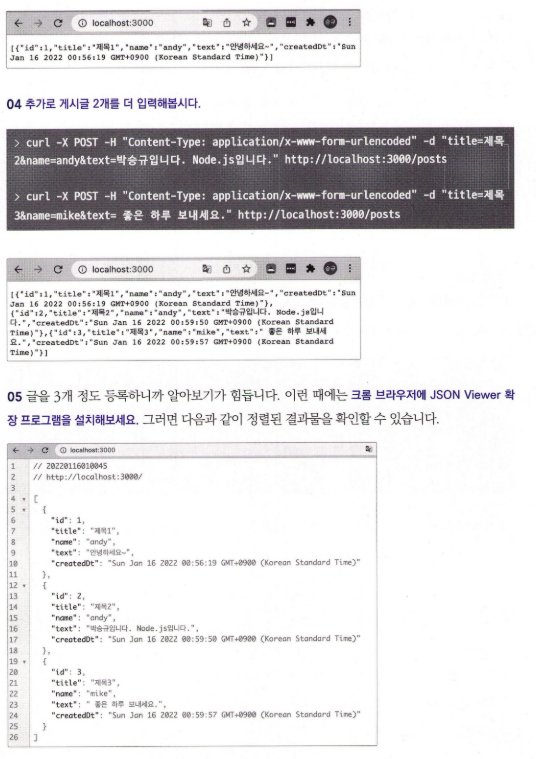 localhost:3000
[{"id":1,"title":"제목1","name":"andy","text":"안녕하세요~","createdDt":"Sun
Jan 16 2022 00:56:19 GMT+0900 (Korean Standard Time)"}]
04 추가로 게시글 2개를 더 입력해봅시다.
> curl -X POST -H "Content-Type: application/x-www-form-urlencoded" -d "title=제목
2&name=andy&text=박승규입니다. Node.js입니다." http://localhost:3000/posts
> curl -X POST -H "Content-Type: application/x-www-form-urlencoded" -d "title=제목
3&name=mike&text= 좋은 하루 보내세요." http://localhost:3000/posts
localhost:3000
[{"id":1,"title":"제목1","name":"andy","text":"안녕하세요~","createdDt":"Sun
Jan 16 2022 00:56:19 GMT+0900 (Korean Standard Time)"},
{"id":2,"title":"제목2","name":"andy","text":"박승규입니다. Node.js입니
다.","createdDt":"Sun Jan 16 2022 00:59:50 GMT+0900 (Korean Standard
Time)"},{"id":3,"title":"제목3","name":"mike","text":" 좋은 하루 보내세
요.","createdDt":"Sun Jan 16 2022 00:59:57 GMT+0900 (Korean Standard
Time)"}]
05 글을 3개 정도 등록하니까 알아보기가 힘듭니다. 이런 때에는 크롬 브라우저에 JSON Viewer 확
장 프로그램을 설치해보세요. 그러면 다음과 같이 정렬된 결과물을 확인할 수 있습니다.
localhost:3000
1 // 20220116010045
2 // http://localhost:3000/
3
4 [
5 {
6 "id": 1,
7 "title": "제목1",
8 "name": "andy",
9 "text": "안녕하세요~",
10 "createdDt": "Sun Jan 16 2022 00:56:19 GMT+0900 (Korean Standard Time)"
11 },
12 {
13 "id": 2,
14 "title": "제목2",
15 "name": "andy",
16 "text": "박승규입니다. Node.js입니다.",
17 "createdDt": "Sun Jan 16 2022 00:59:50 GMT+0900 (Korean Standard Time)"
18 },
19 {
20 "id": 3,
21 "title": "제목3",
22 "name": "mike",
23 "text": " 좋은 하루 보내세요.",
24 "createdDt": "Sun Jan 16 2022 00:59:57 GMT+0900 (Korean Standard Time)"
25 }
26 ]